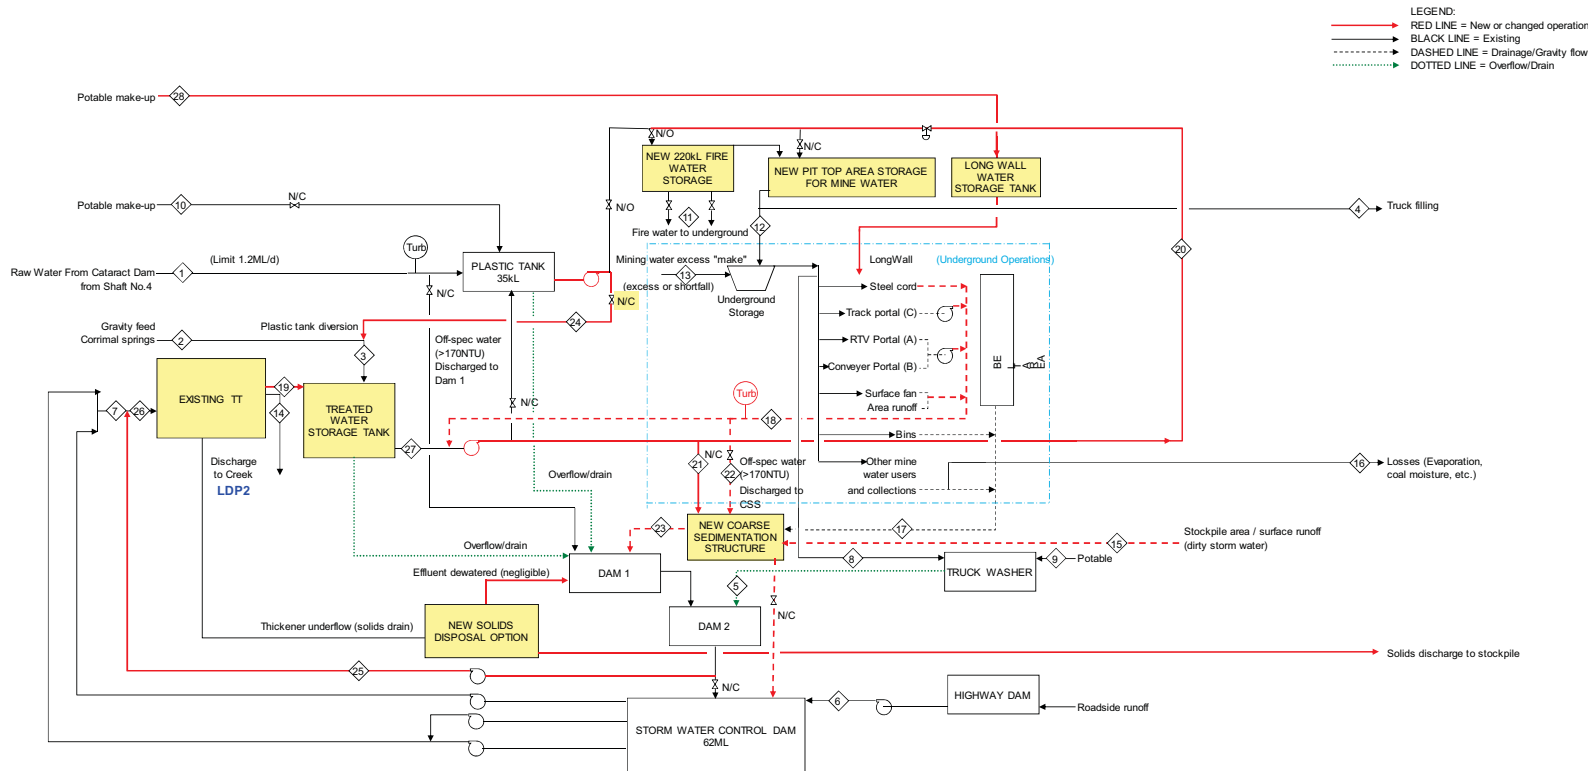 LEGEND:
RED LINE = New or changed operation
BLACK LINE = Existing
DASHED LINE = Drainage/Gravity flow
DOTTED LINE = Overflow/Drain
Potable make-up
28
N/O
N/C
NEW 220kL FIRE
WATER
STORAGE
NEW PIT TOP AREA STORAGE
FOR MINE WATER
LONG WALL
WATER
STORAGE TANK
Potable make-up
10
N/C
N/O
11
Fire water to underground
12
4
Truck filling
20
Turb
Raw Water From Cataract Dam
from Shaft No.4
1
(Limit 1.2ML/d)
PLASTIC TANK
35kL
N/C
N/C
Mining water excess "make"
13
(excess or shortfall)
Underground
Storage
LongWall
(Underground Operations)
Steel cord
Track portal (C)
RTV Portal (A)
Conveyer Portal (B)
Surface fan
Area runoff
Bins
Other mine
water users
and collections
BE
L
AB
EA
Gravity feed
Corrimal springs
2
Plastic tank diversion
24
3
Off-spec water
(>170NTU)
Discharged to
Dam 1
N/C
EXISTING TT
19
14
TREATED
WATER
STORAGE TANK
7
26
27
Discharge
to Creek
LDP2
Turb
18
N/C
21
22
Off-spec water
(>170NTU)
Discharged to
CSS
16
Losses (Evaporation,
coal moisture, etc.)
Overflow/drain
23
NEW COARSE
SEDIMENTATION
STRUCTURE
17
15
Stockpile area / surface runoff
(dirty storm water)
Overflow/drain
DAM 1
8
TRUCK WASHER
9
Potable
Effluent dewatered (negligible)
5
NEW SOLIDS
DISPOSAL OPTION
Thickener underflow (solids drain)
DAM 2
N/C
Solids discharge to stockpile
25
N/C
STORM WATER CONTROL DAM
62ML
6
HIGHWAY DAM
Roadside runoff